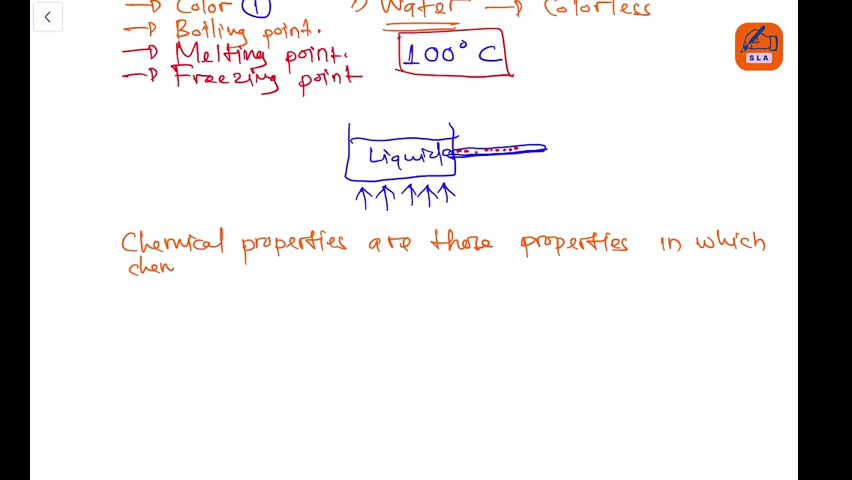 → Color ① 1) Water → Colorless
→ Boiling point.
→ Melting point. 100° C
→ Freezing point
SLA
Liquid
Chemical properties are those properties in which
chem